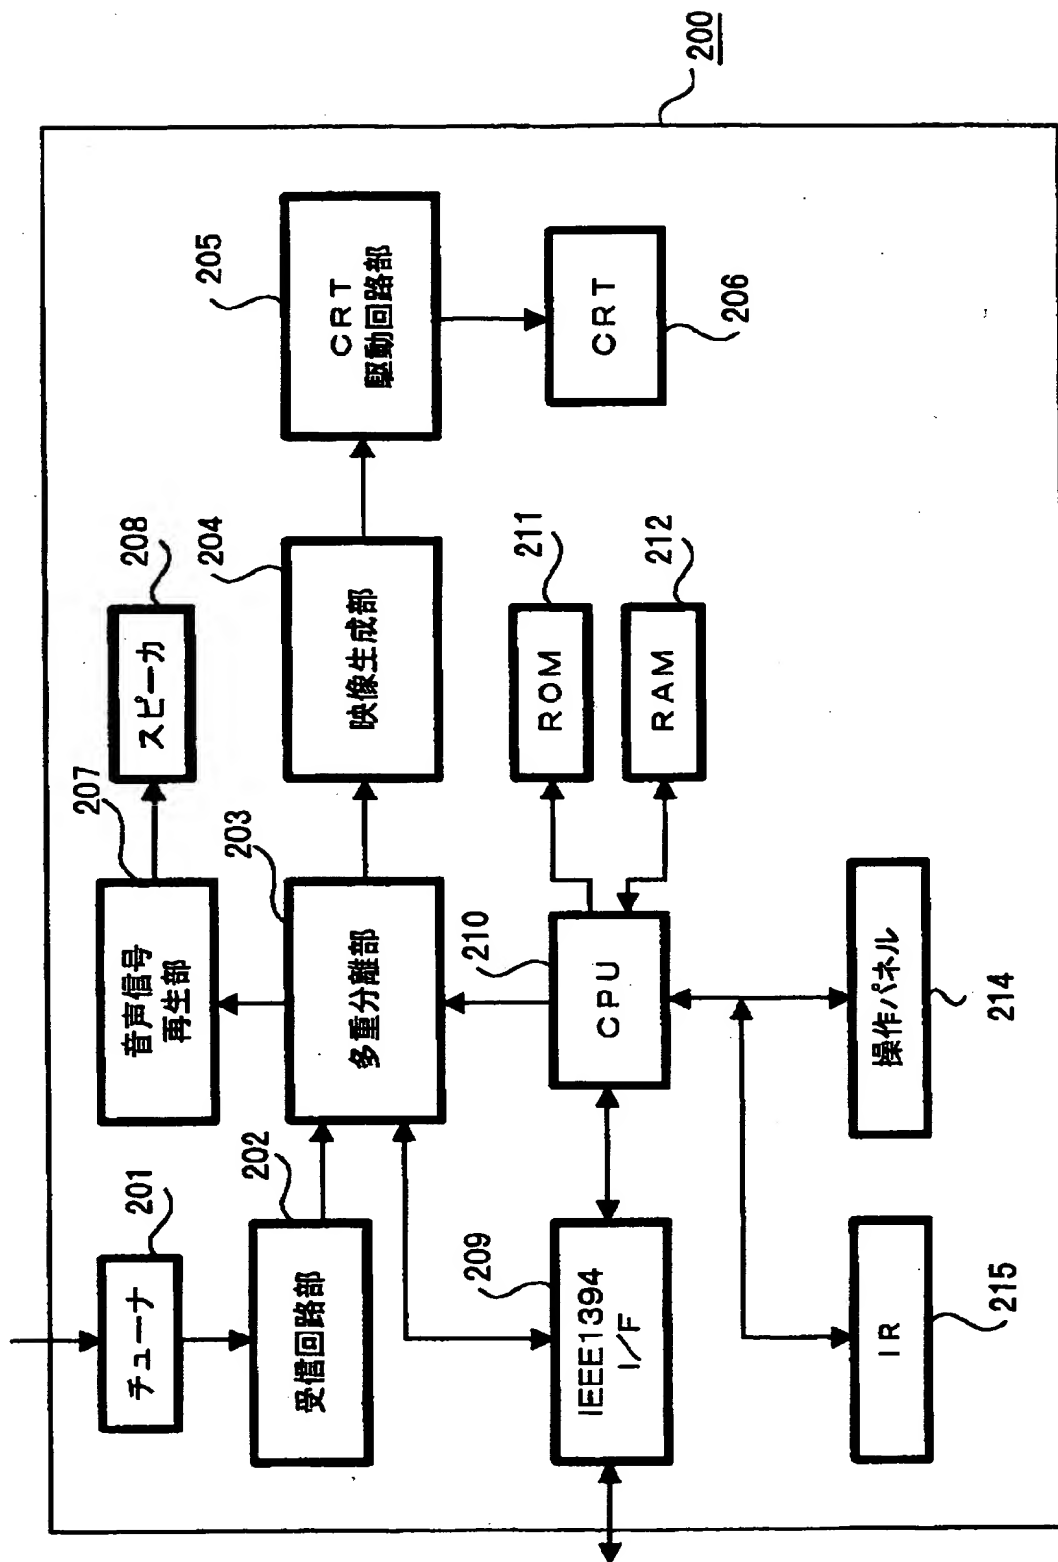 200
201
チューナ
202
受信回路部
203
多重分離部
207
音声信号
再生部
208
スピーカ
204
映像生成部
205
CRT
駆動回路部
CRT
206
209
IEEE1394
I/F
210
CPU
211
ROM
212
RAM
操作パネル
214
IR
215